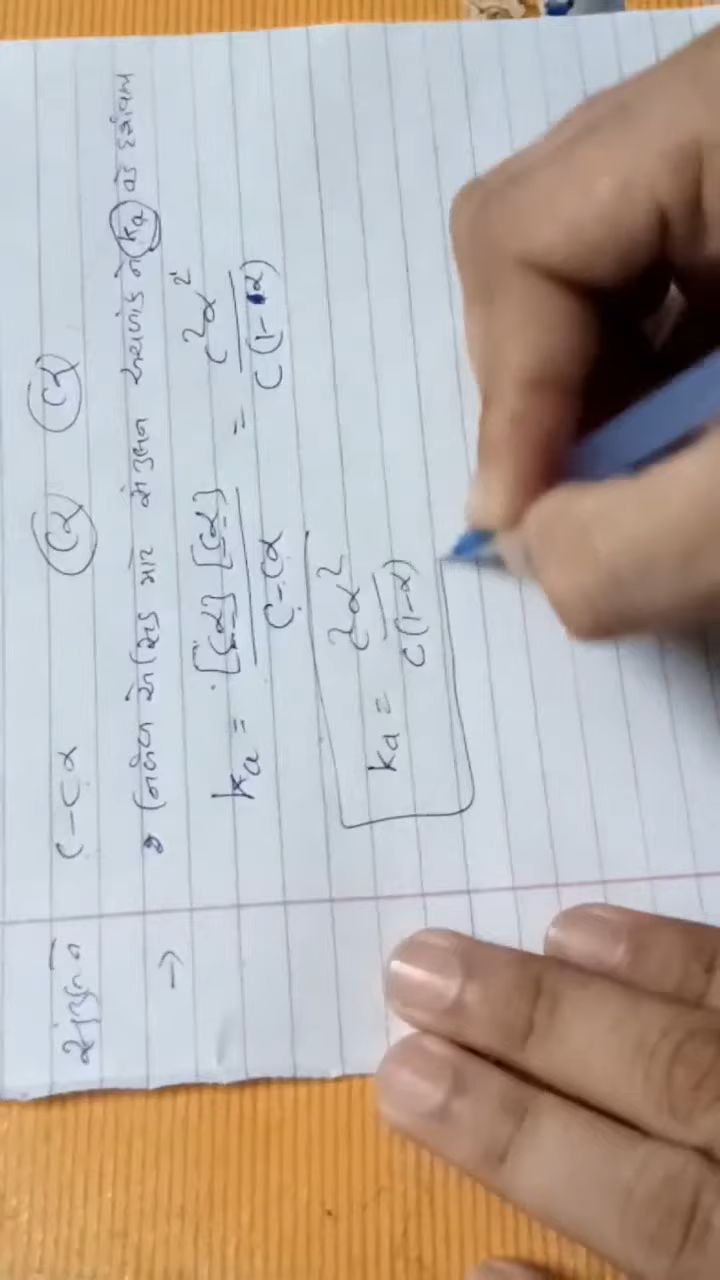 સંતુલને C-Cα Cα Cα
→ નિર્બળ એસિડ માટે સંતુલન અચળાંક ને Ka વડે દર્શાવાય
Ka = [Cα] [Cα] / C-Cα = C²α² / C(1-α)
Ka = 2α² / C(1-α)